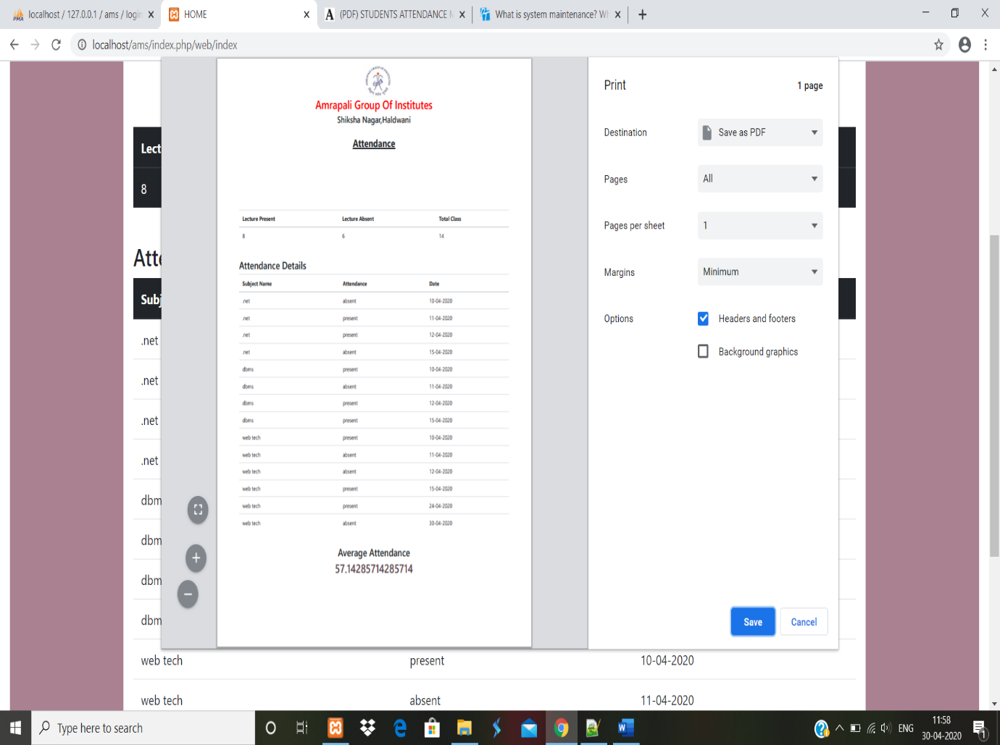 localhost / 127.0.0.1 / ams / login
HOME
(PDF) STUDENTS ATTENDANCE
What is system maintenance?
localhost/ams/index.php/web/index
Amrapali Group Of Institutes
Shiksha Nagar,Haldwani
Attendance
Lecture Present Lecture Absent Total Class
8 6 14
Attendance Details
Subject Name Attendance Date
.net absent 10-04-2020
.net present 11-04-2020
.net present 12-04-2020
.net absent 15-04-2020
dbms present 10-04-2020
dbms absent 11-04-2020
dbms present 12-04-2020
dbms present 15-04-2020
web tech present 10-04-2020
web tech absent 11-04-2020
web tech absent 12-04-2020
web tech present 15-04-2020
web tech present 24-04-2020
web tech absent 30-04-2020
Average Attendance
57.14285714285714
Print 1 page
Destination Save as PDF
Pages All
Pages per sheet 1
Margins Minimum
Options Headers and footers
Background graphics
Save Cancel
Lect
8
Atte
Subj
.net
.net
.net
.net
dbm
dbm
dbm
dbm
web tech present 10-04-2020
web tech absent 11-04-2020
Type here to search
ENG
11:58
30-04-2020
1